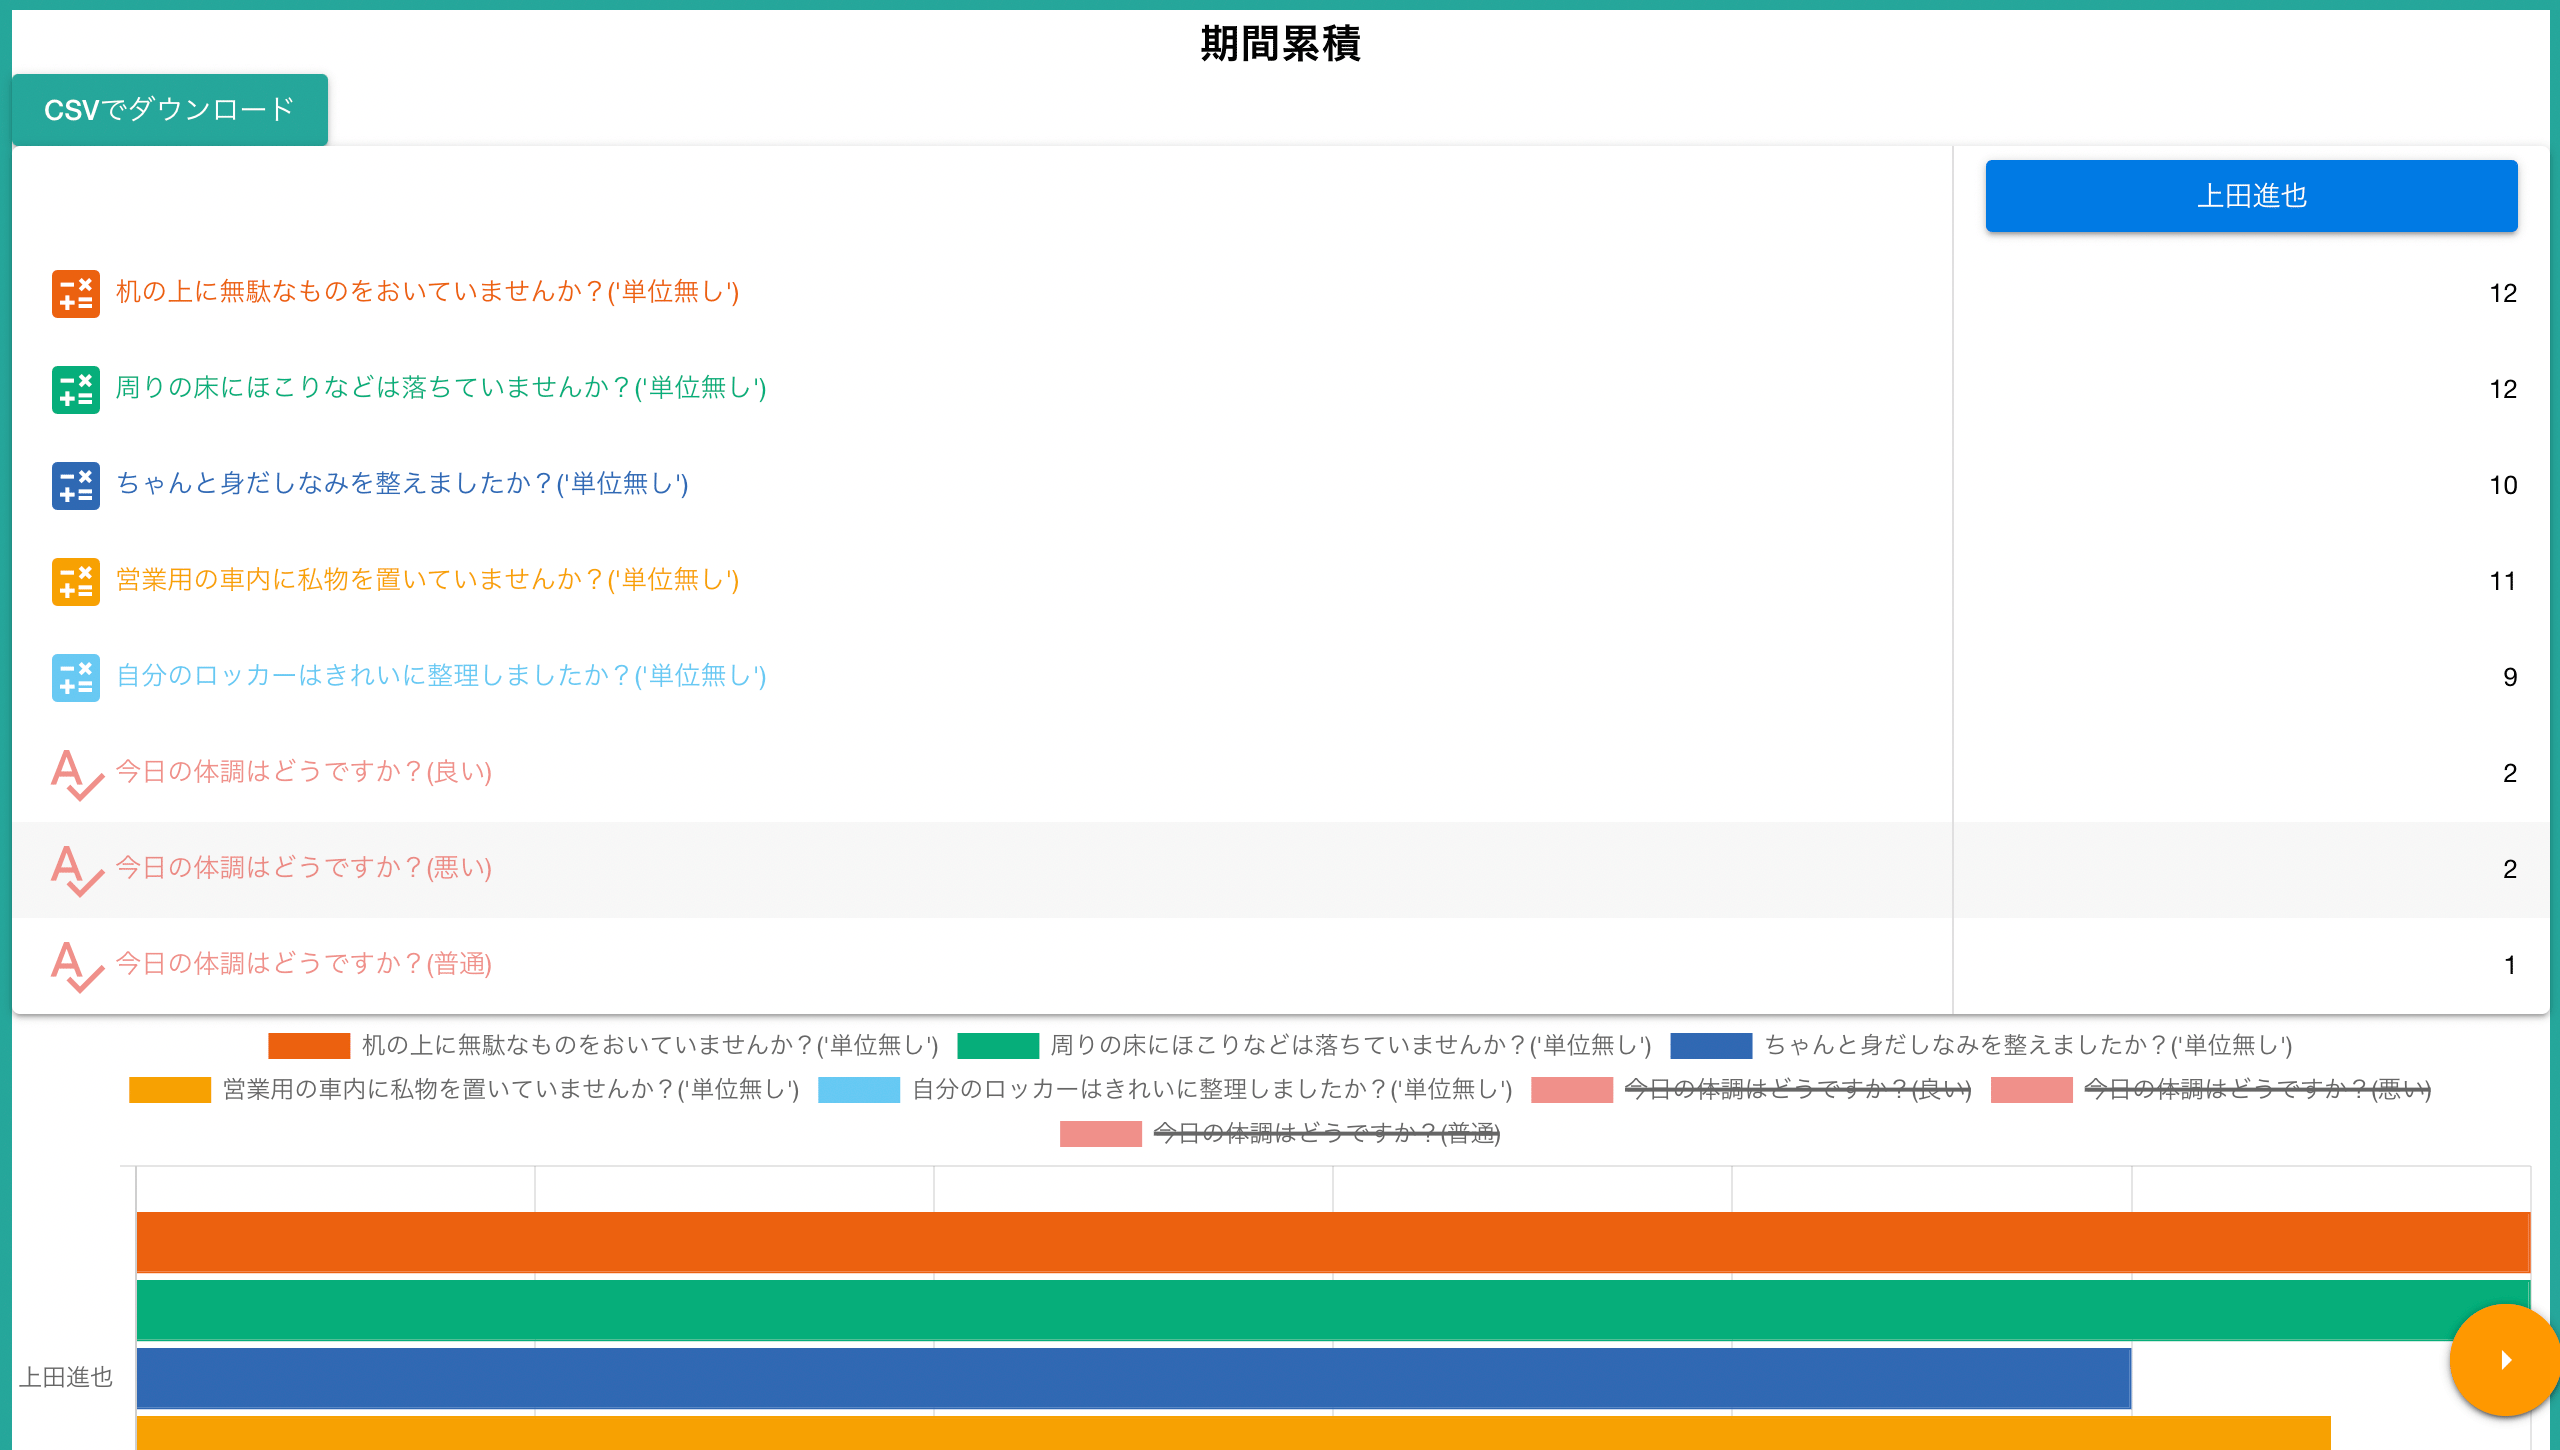 期間累積
CSVでダウンロード
上田進也
机の上に無駄なものをおいていませんか？('単位無し') 12
周りの床にほこりなどは落ちていませんか？('単位無し') 12
ちゃんと身だしなみを整えましたか？('単位無し') 10
営業用の車内に私物を置いていませんか？('単位無し') 11
自分のロッカーはきれいに整理しましたか？('単位無し') 9
今日の体調はどうですか？(良い) 2
今日の体調はどうですか？(悪い) 2
今日の体調はどうですか？(普通) 1
机の上に無駄なものをおいていませんか？('単位無し') 周りの床にほこりなどは落ちていませんか？('単位無し') ちゃんと身だしなみを整えましたか？('単位無し')
営業用の車内に私物を置いていませんか？('単位無し') 自分のロッカーはきれいに整理しましたか？('単位無し') 今日の体調はどうですか？(良い) 今日の体調はどうですか？(悪い)
今日の体調はどうですか？(普通)
上田進也